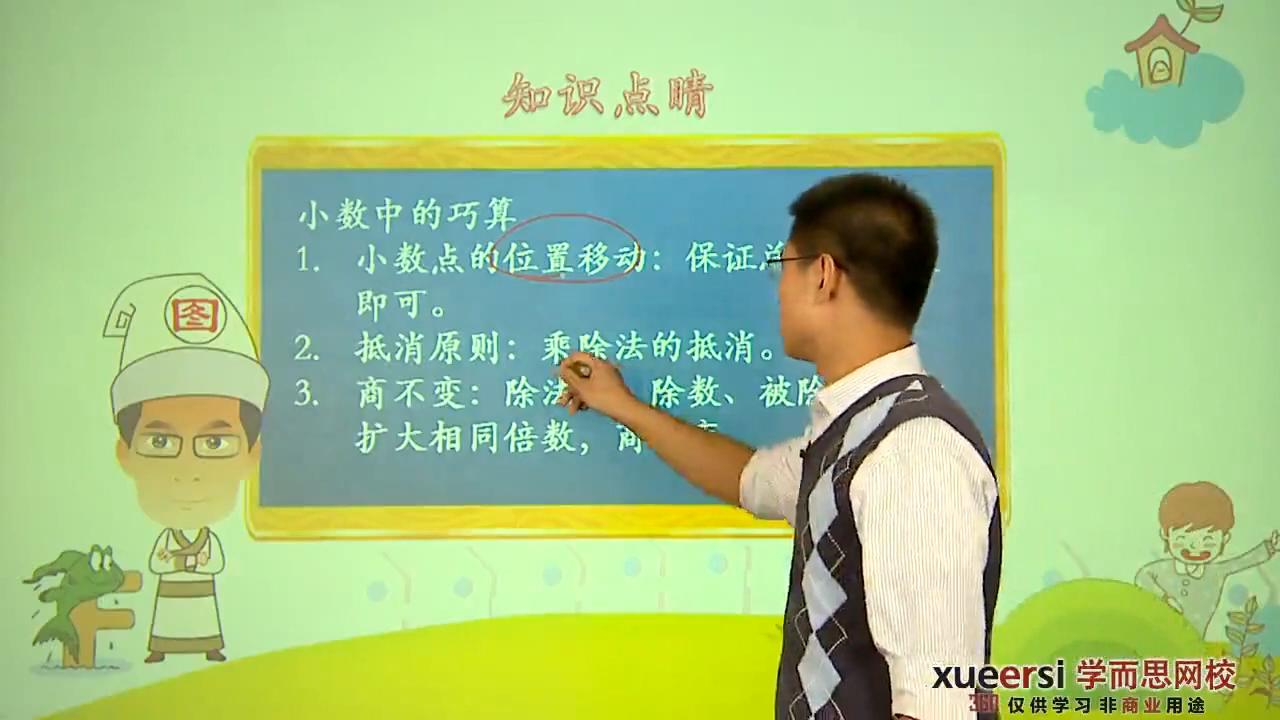 知识点晴
小数中的巧算
1. 小数点的位置移动：保证总
即可。
2. 抵消原则：乘除法的抵消。
3. 商不变：除法 除数、被除
扩大相同倍数，商
图
xueersi 学而思网校
360 仅供学习 非商业用途